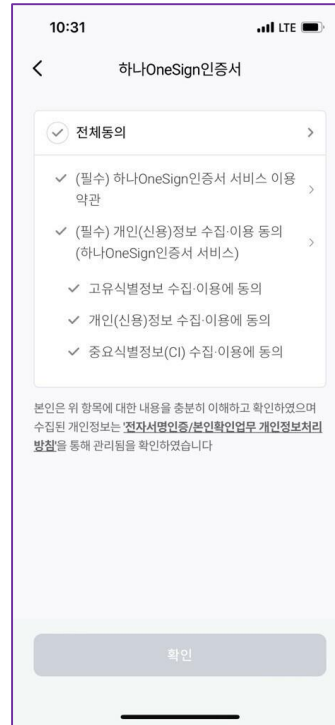 10:31
LTE
하나OneSign인증서
전체동의
(필수) 하나OneSign인증서 서비스 이용
약관
(필수) 개인(신용)정보 수집·이용 동의
(하나OneSign인증서 서비스)
고유식별정보 수집·이용에 동의
개인(신용)정보 수집·이용에 동의
중요식별정보(CI) 수집·이용에 동의
본인은 위 항목에 대한 내용을 충분히 이해하고 확인하였으며
수집된 개인정보는 '전자서명인증/본인확인업무 개인정보처리
방침'을 통해 관리됨을 확인하였습니다
확인